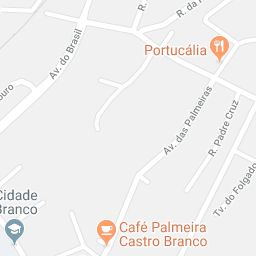 R. da F
R.
Portucália
Av. do Brasil
ouro
Av. das Palmeiras
R. Padre Cruz
Tv. do Folgado
Cidade
Branco
Café Palmeira
Castro Branco